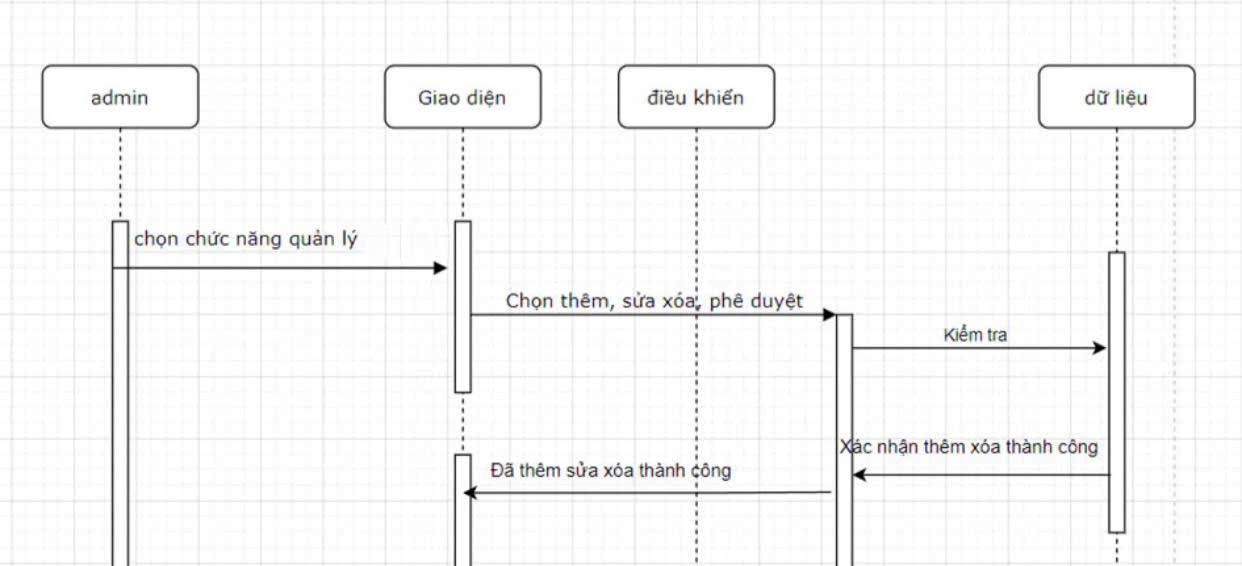 admin
Giao diện
điều khiển
dữ liệu
chọn chức năng quản lý
Chọn thêm, sửa xóa, phê duyệt
Kiểm tra
Xác nhận thêm xóa thành công
Đã thêm sửa xóa thành công